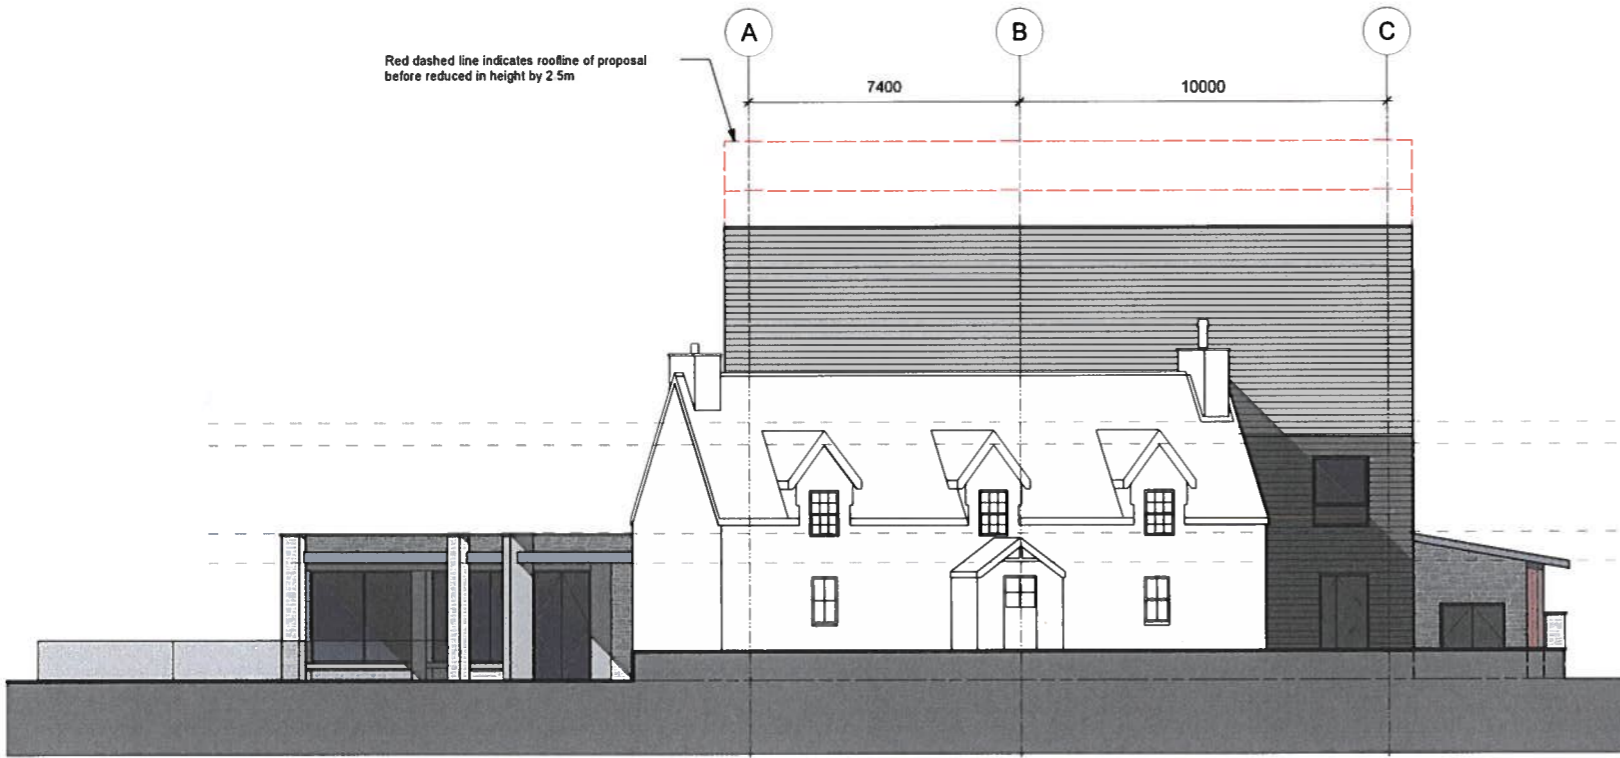 A
B
C
Red dashed line indicates roofline of proposal
before reduced in height by 2.5m
7400
10000